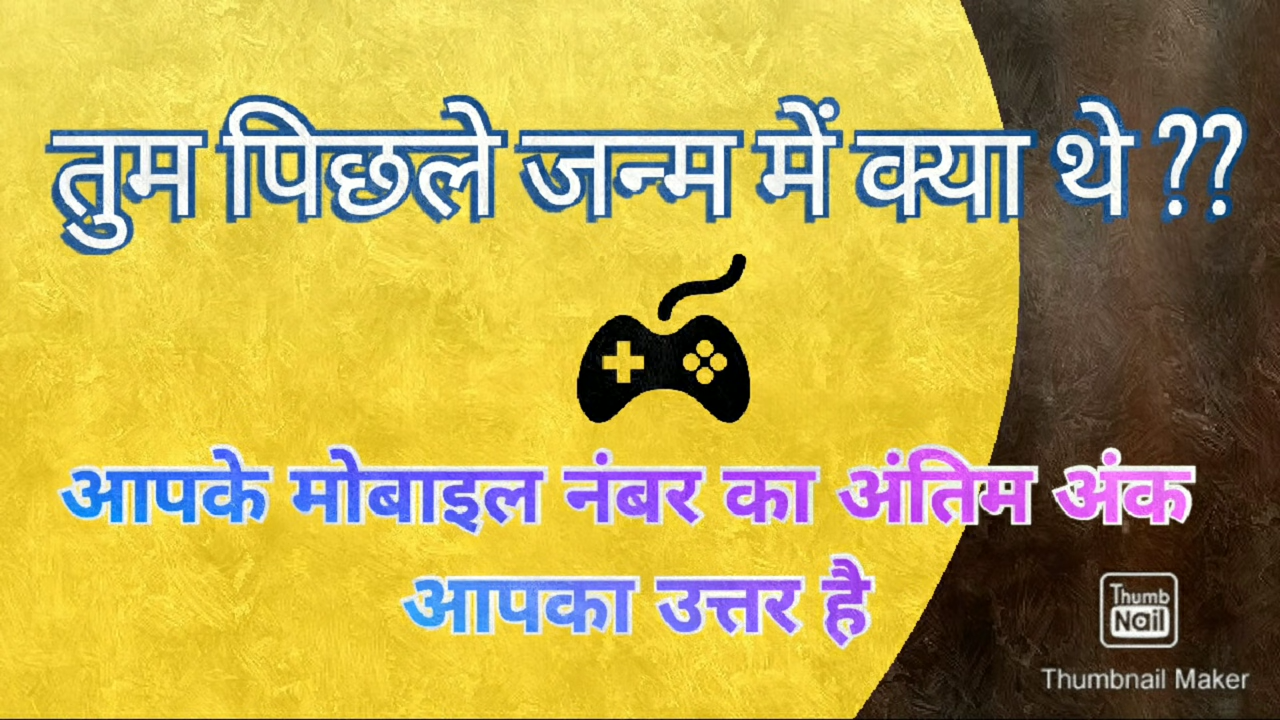 तुम पिछले जन्म में क्या थे ??
आपके मोबाइल नंबर का अंतिम अंक
आपका उत्तर है
Thumb
Nail
Thumbnail Maker